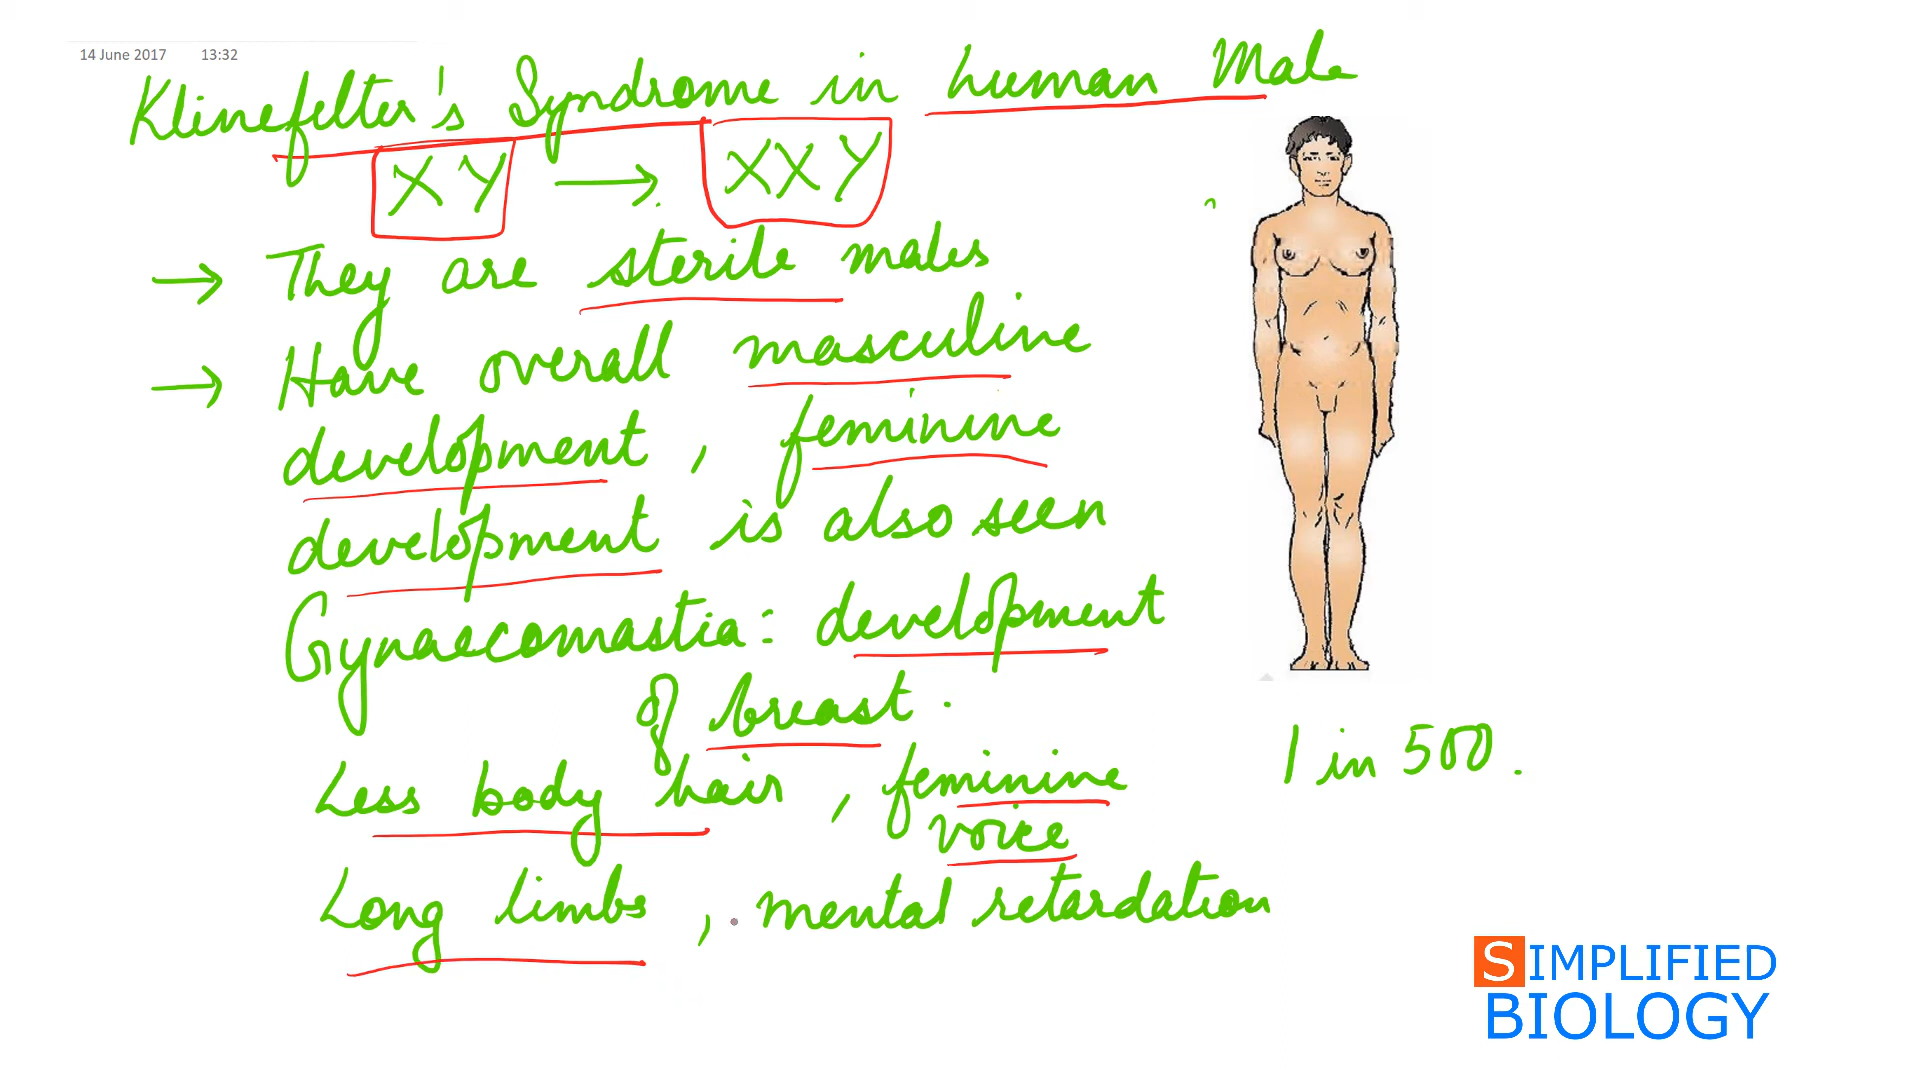 14 June 2017 13:32
Klinefelter's Syndrome in human Male
XY → XXY
→ They are sterile males
→ Have overall masculine
development, feminine
development is also seen
Gynaecomastia: development
of breast.
Less body hair, feminine
voice
Long limbs, mental retardation
1 in 500.
SIMPLIFIED
BIOLOGY